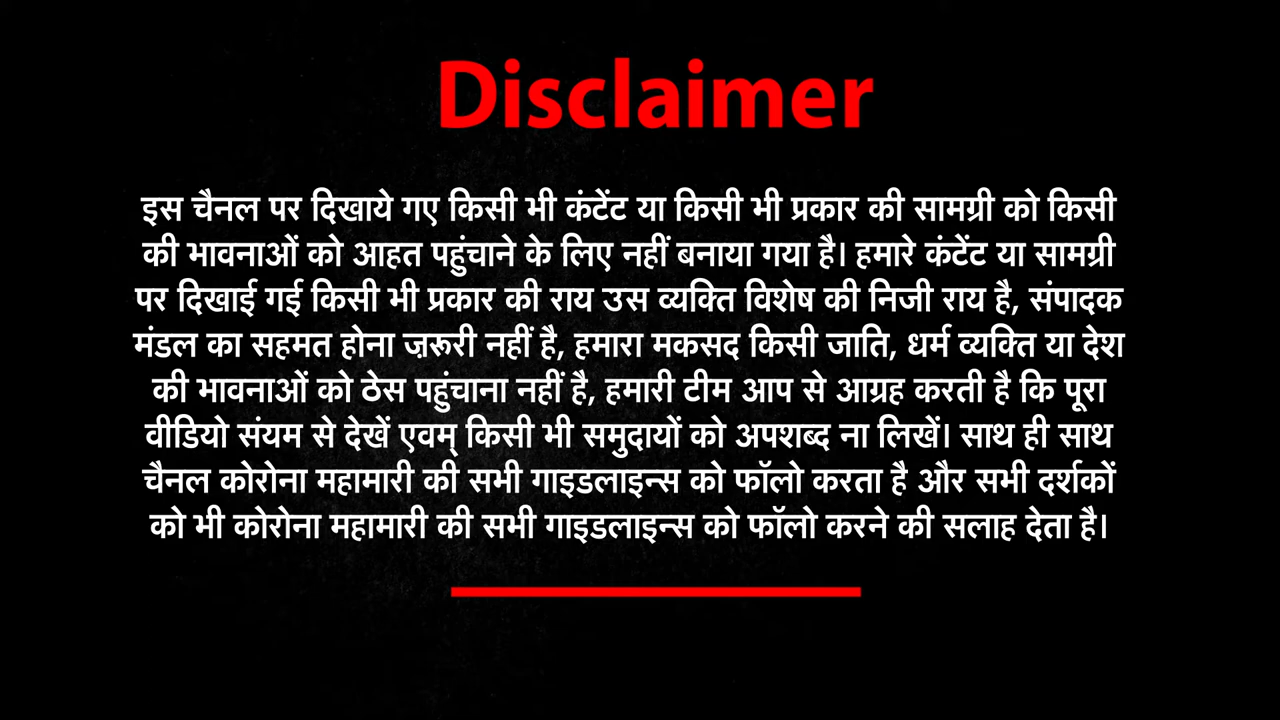 Disclaimer
इस चैनल पर दिखाये गए किसी भी कंटेंट या किसी भी प्रकार की सामग्री को किसी
की भावनाओं को आहत पहुंचाने के लिए नहीं बनाया गया है। हमारे कंटेंट या सामग्री
पर दिखाई गई किसी भी प्रकार की राय उस व्यक्ति विशेष की निजी राय है, संपादक
मंडल का सहमत होना ज़रूरी नहीं है, हमारा मकसद किसी जाति, धर्म व्यक्ति या देश
की भावनाओं को ठेस पहुंचाना नहीं है, हमारी टीम आप से आग्रह करती है कि पूरा
वीडियो संयम से देखें एवम् किसी भी समुदायों को अपशब्द ना लिखें। साथ ही साथ
चैनल कोरोना महामारी की सभी गाइडलाइन्स को फॉलो करता है और सभी दर्शकों
को भी कोरोना महामारी की सभी गाइडलाइन्स को फॉलो करने की सलाह देता है।